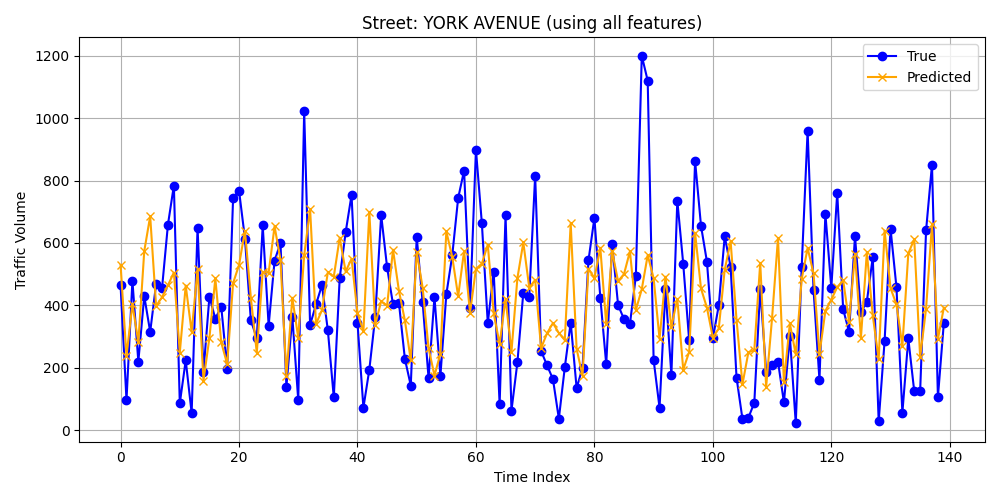 Street: YORK AVENUE (using all features)
True
Predicted
Traffic Volume
1200
1000
800
600
400
200
0
0 20 40 60 80 100 120 140
Time Index